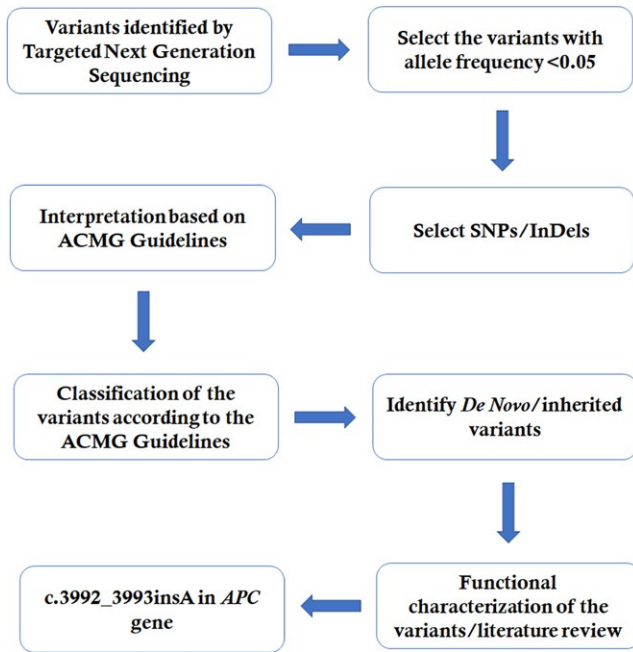 Variants identified by
Targeted Next Generation
Sequencing
Select the variants with
allele frequency <0.05
Select SNPs/InDels
Interpretation based on
ACMG Guidelines
Classification of the
variants according to the
ACMG Guidelines
Identify De Novo/inherited
variants
Functional
characterization of the
variants/literature review
c.3992_3993insA in APC
gene